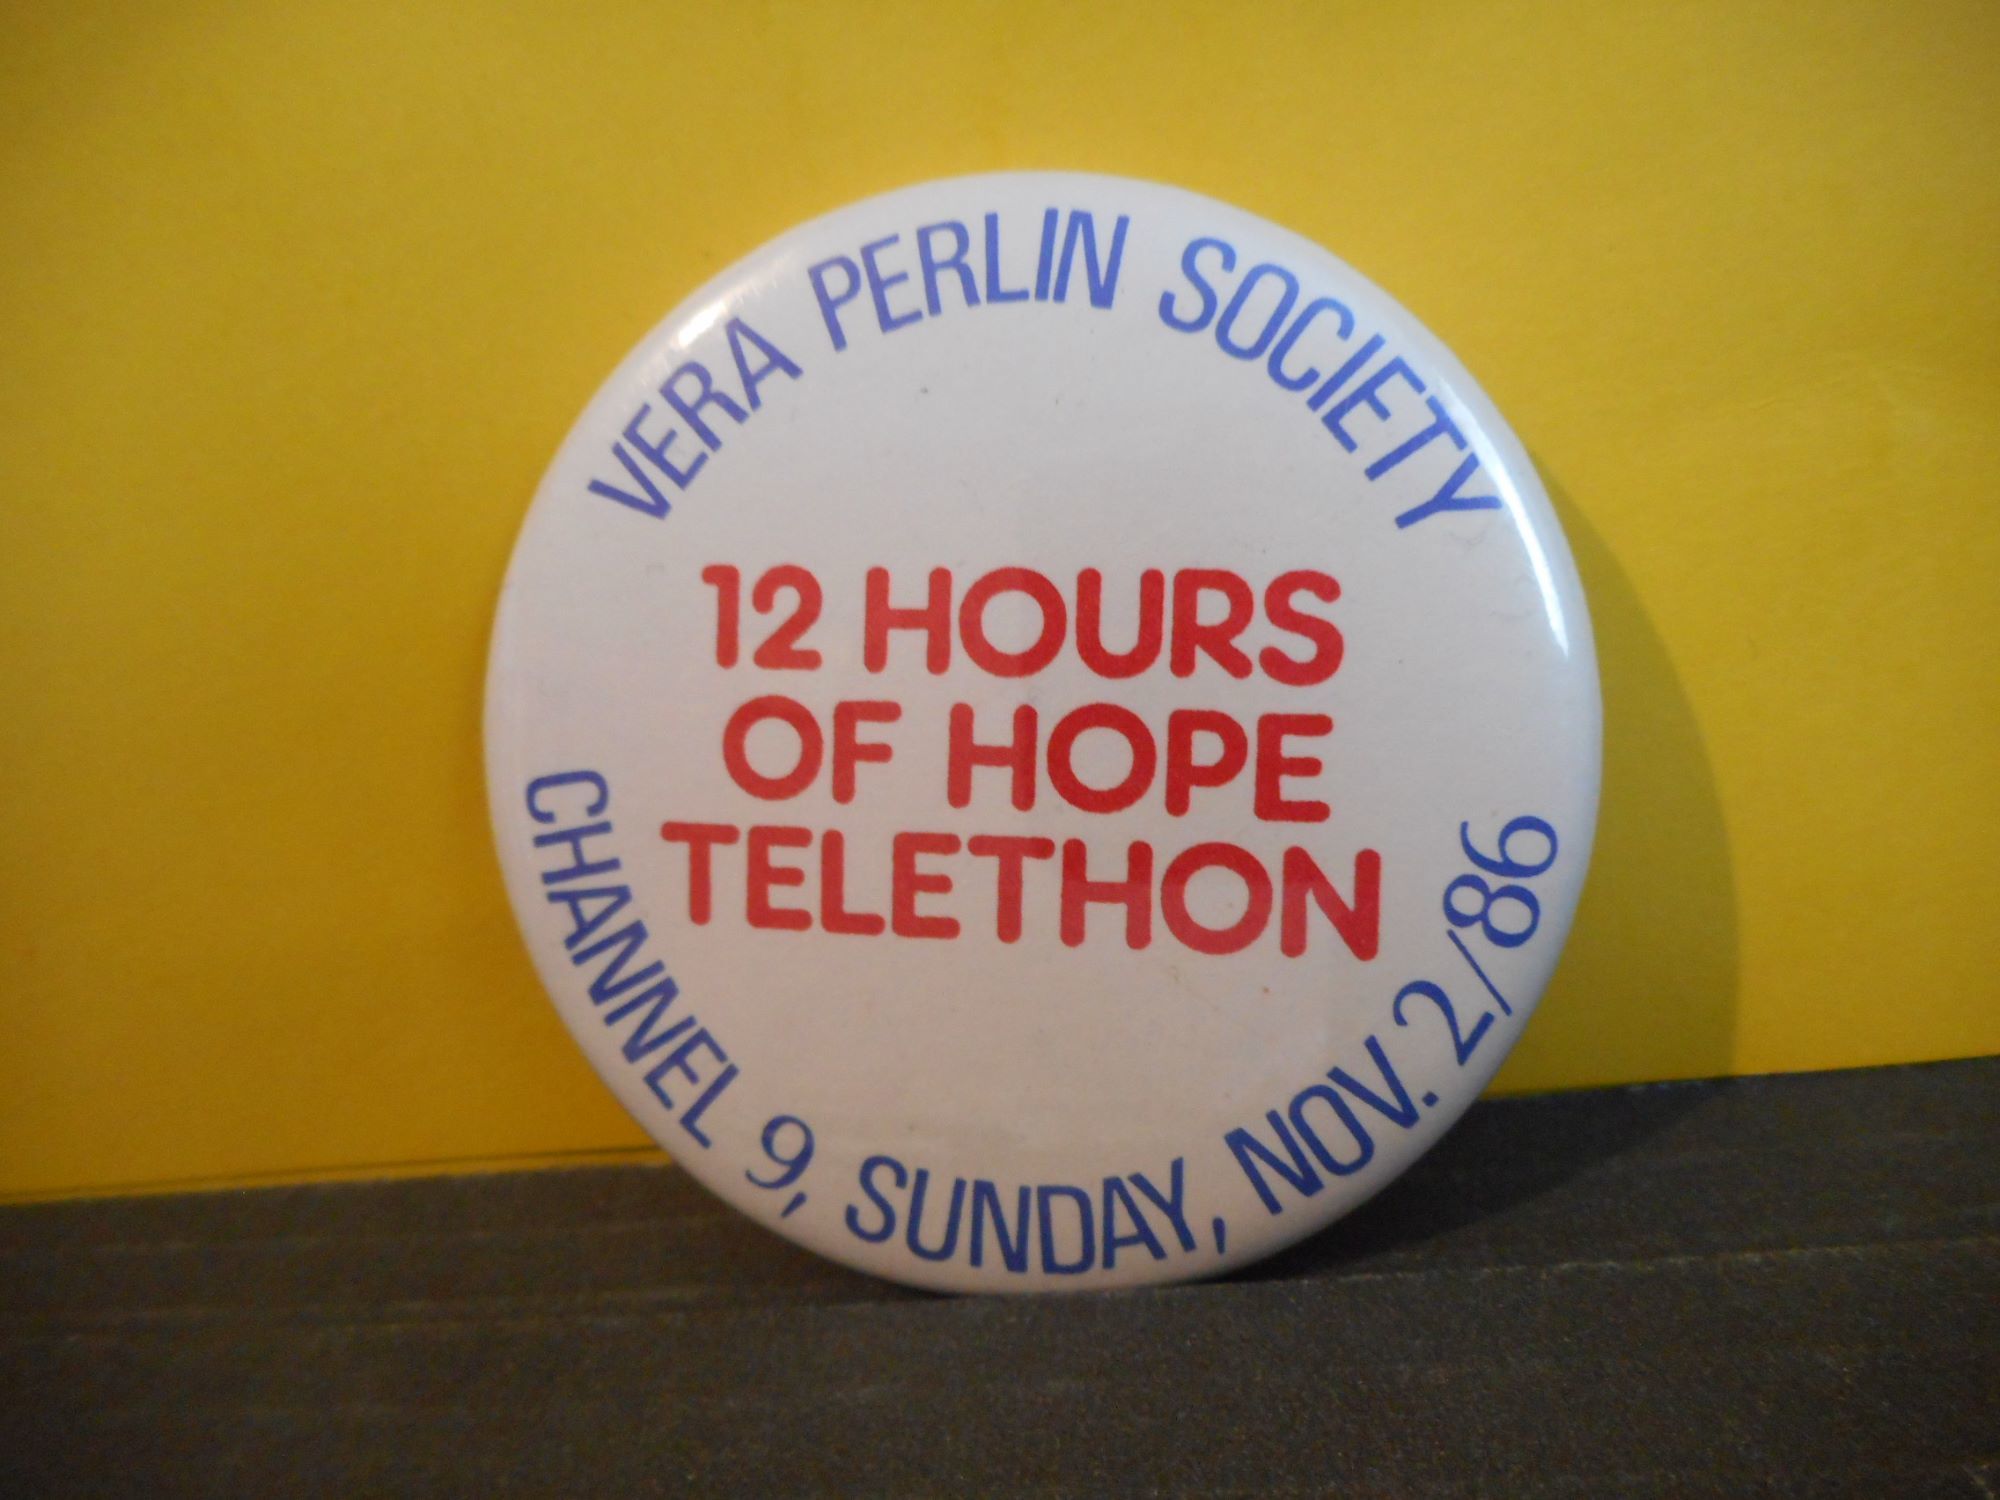 VERA PERLIN SOCIETY
12 HOURS
OF HOPE
TELETHON
CHANNEL 9, SUNDAY, NOV. 2/86